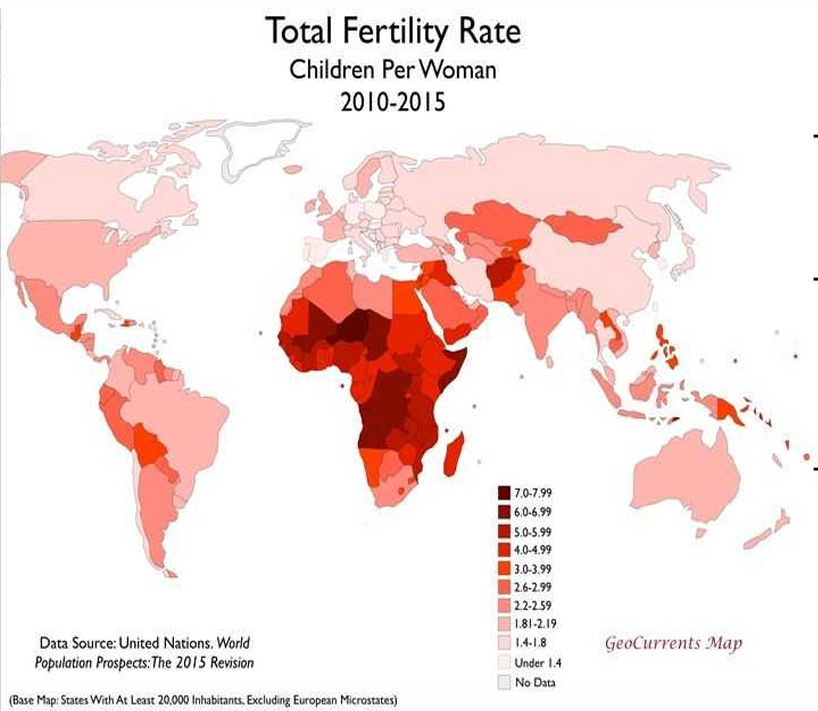 Total Fertility Rate
Children Per Woman
2010-2015
7.0-7.99
6.0-6.99
5.0-5.99
4.0-4.99
3.0-3.99
2.6-2.99
2.2-2.59
1.81-2.19
1.4-1.8
Under 1.4
No Data
Data Source: United Nations. World
Population Prospects: The 2015 Revision
GeoCurrents Map
(Base Map: States With At Least 20,000 Inhabitants, Excluding European Microstates)